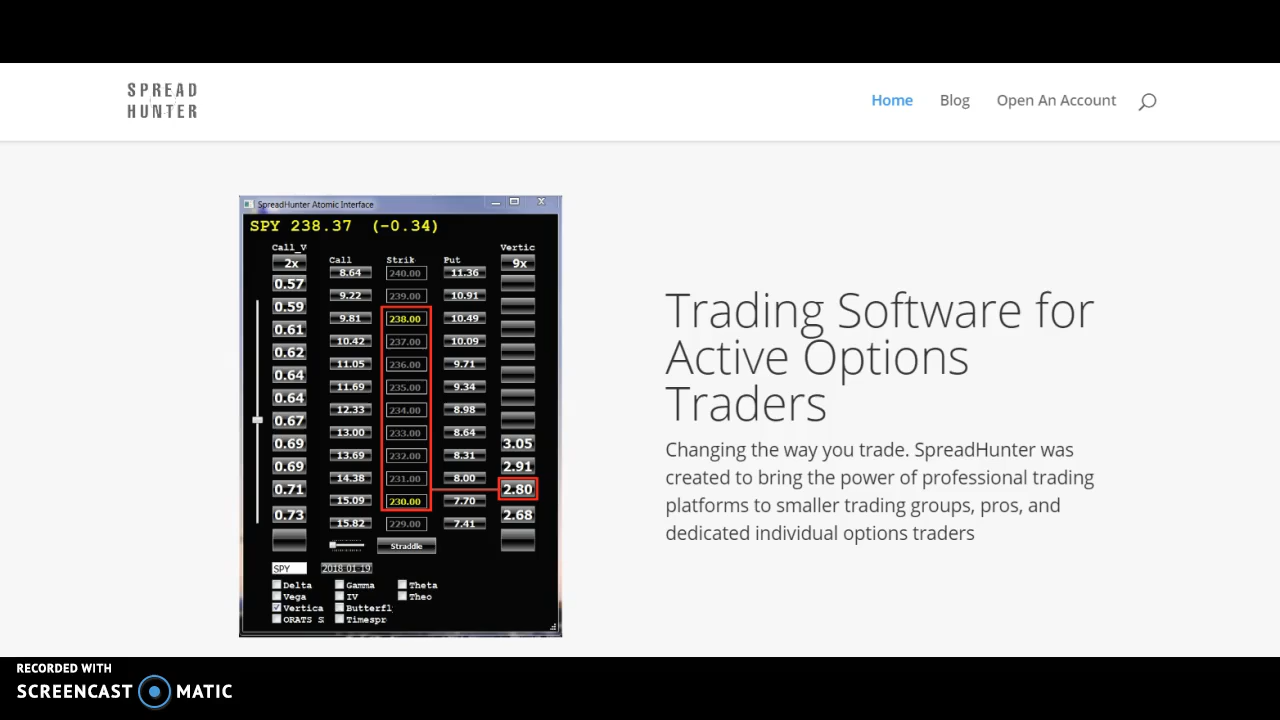 SPREAD
HUNTER
Home Blog Open An Account
SpreadHunter Atomic Interface
SPY 238.37 (-0.34)
Call_V Vertic
2x Call Strik Put 9x
0.57 8.64 240.00 11.36
0.59 9.22 239.00 10.91
0.61 9.81 238.00 10.49
0.62 10.42 237.00 10.09
0.64 11.05 236.00 9.71
0.64 11.69 235.00 9.34
0.67 12.33 234.00 8.98
0.69 13.00 233.00 8.64 3.05
0.69 13.69 232.00 8.31 2.91
0.71 14.38 231.00 8.00 2.80
0.73 15.09 230.00 7.70 2.68
15.82 229.00 7.41
Straddle
SPY 2018 01 19
Delta Gamma Theta
Vega IV Theo
Vertica Butterfl
ORATS S Timespr
Trading Software for
Active Options
Traders
Changing the way you trade. SpreadHunter was
created to bring the power of professional trading
platforms to smaller trading groups, pros, and
dedicated individual options traders
RECORDED WITH
SCREENCAST MATIC